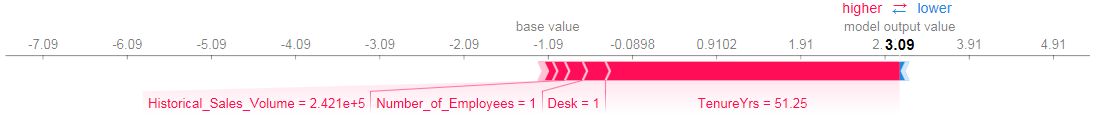 higher ⇄ lower
base value model output value
-7.09 -6.09 -5.09 -4.09 -3.09 -2.09 -1.09 -0.0898 0.9102 1.91 2. 3.09 3.91 4.91
Historical_Sales_Volume = 2.421e+5 Number_of_Employees = 1 Desk = 1 TenureYrs = 51.25